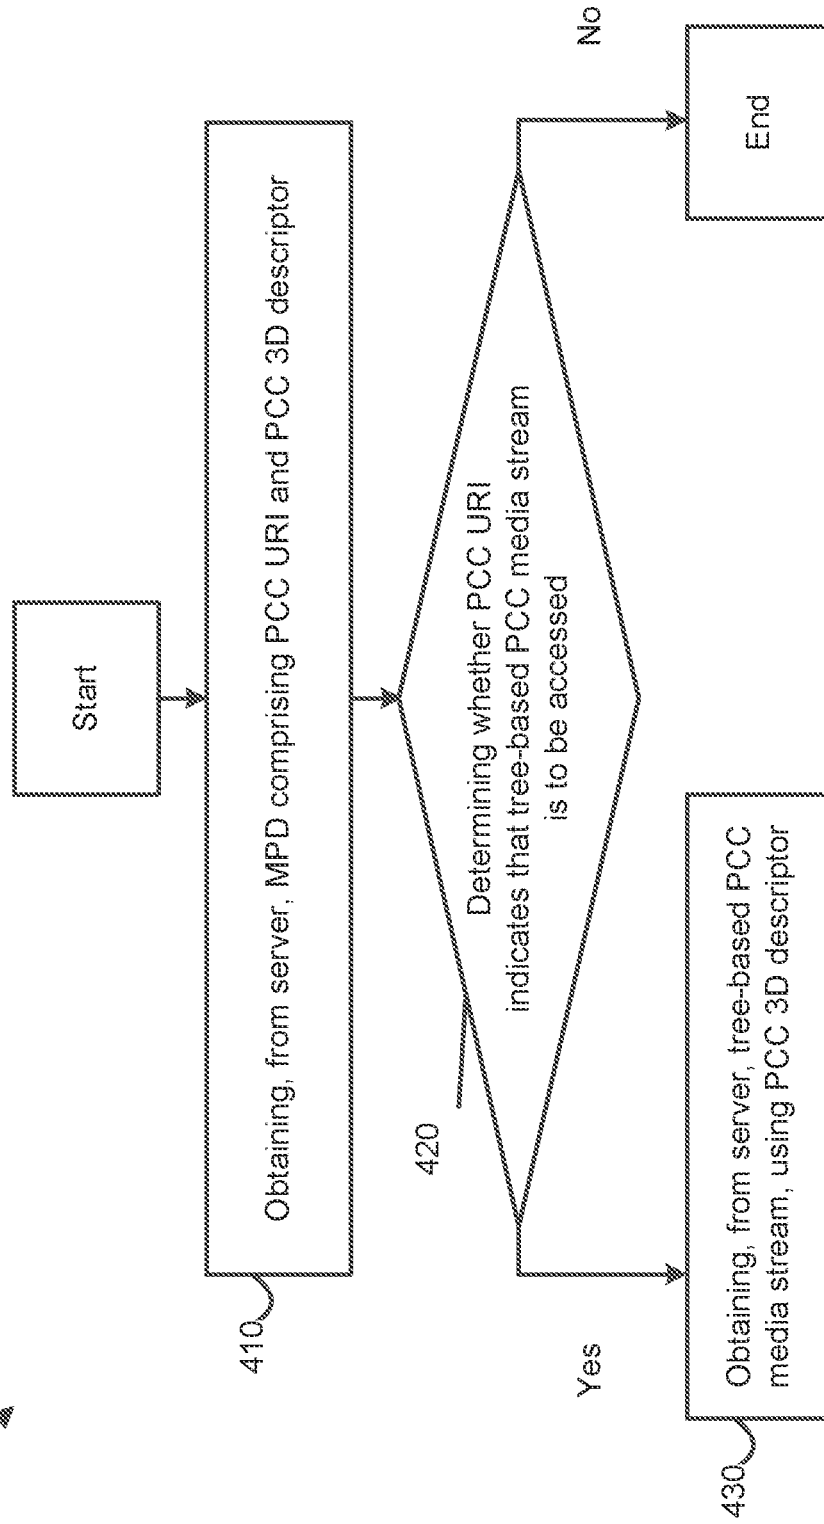 Start
410
Obtaining, from server, MPD comprising PCC URI and PCC 3D descriptor
420
Determining whether PCC URI
indicates that tree-based PCC media stream
is to be accessed
Yes
No
430
Obtaining, from server, tree-based PCC
media stream, using PCC 3D descriptor
End